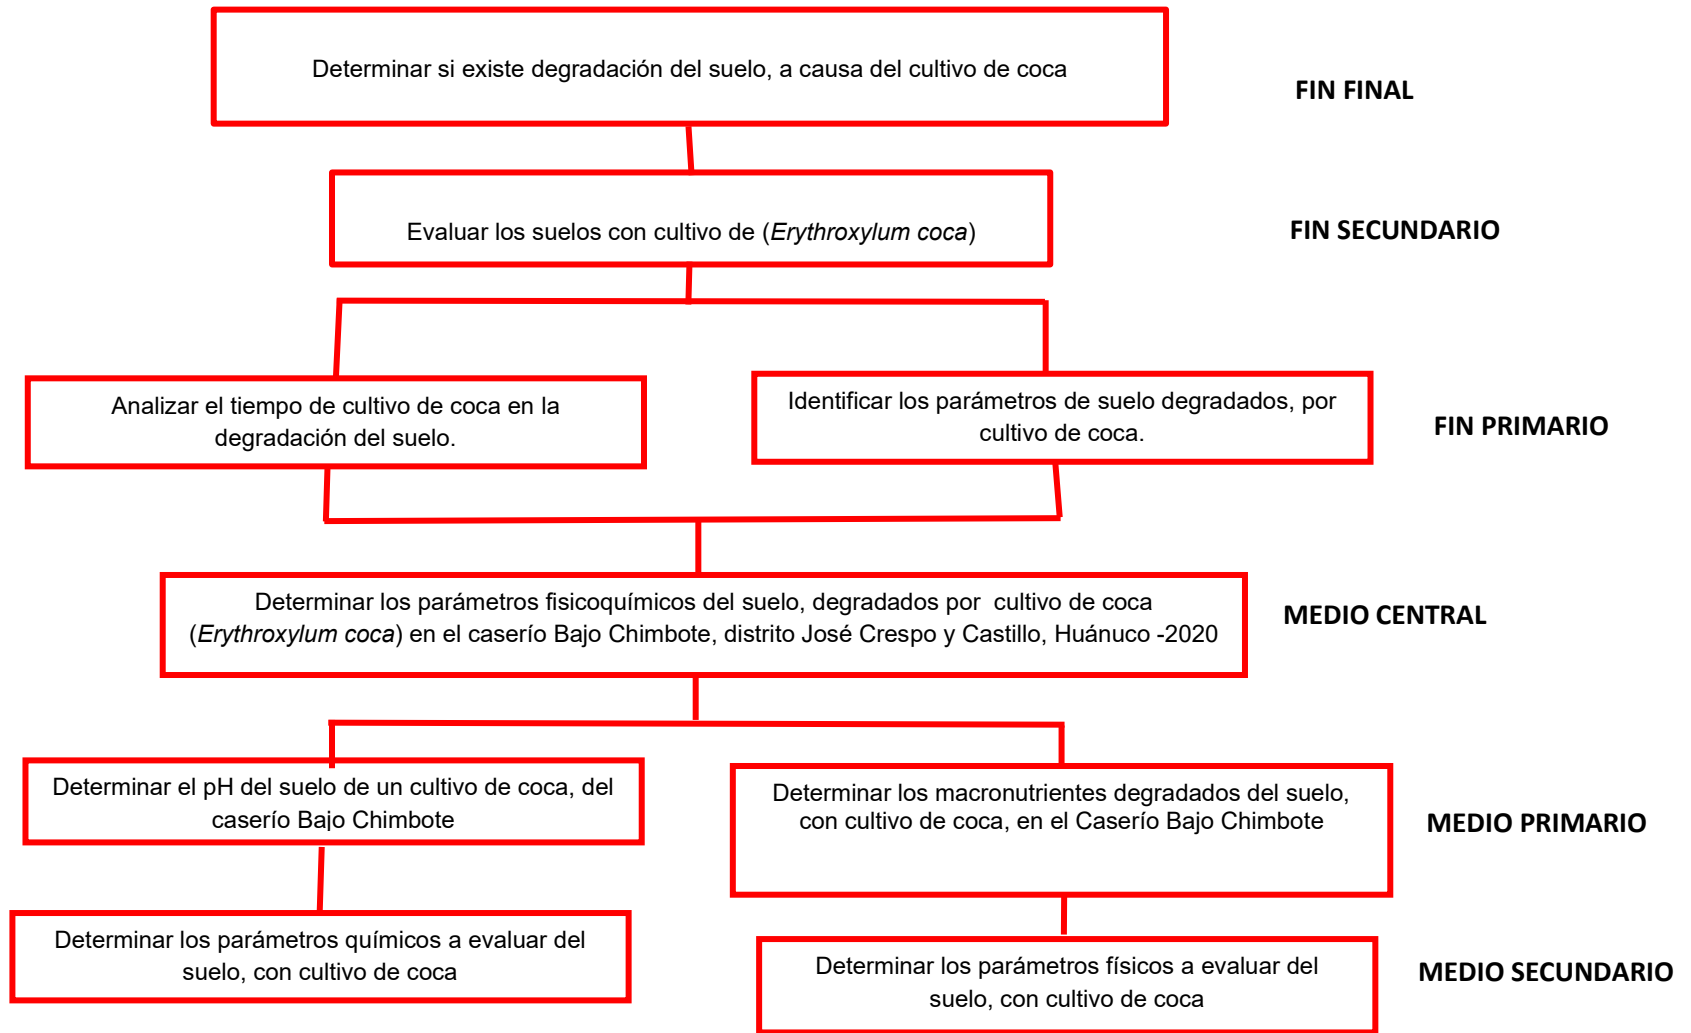 Determinar si existe degradación del suelo, a causa del cultivo de coca
FIN FINAL
Evaluar los suelos con cultivo de (Erythroxylum coca)
FIN SECUNDARIO
Analizar el tiempo de cultivo de coca en la
degradación del suelo.
Identificar los parámetros de suelo degradados, por
cultivo de coca.
FIN PRIMARIO
Determinar los parámetros fisicoquímicos del suelo, degradados por cultivo de coca
(Erythroxylum coca) en el caserío Bajo Chimbote, distrito José Crespo y Castillo, Huánuco -2020
MEDIO CENTRAL
Determinar el pH del suelo de un cultivo de coca, del
caserío Bajo Chimbote
Determinar los macronutrientes degradados del suelo,
con cultivo de coca, en el Caserío Bajo Chimbote
MEDIO PRIMARIO
Determinar los parámetros químicos a evaluar del
suelo, con cultivo de coca
Determinar los parámetros físicos a evaluar del
suelo, con cultivo de coca
MEDIO SECUNDARIO